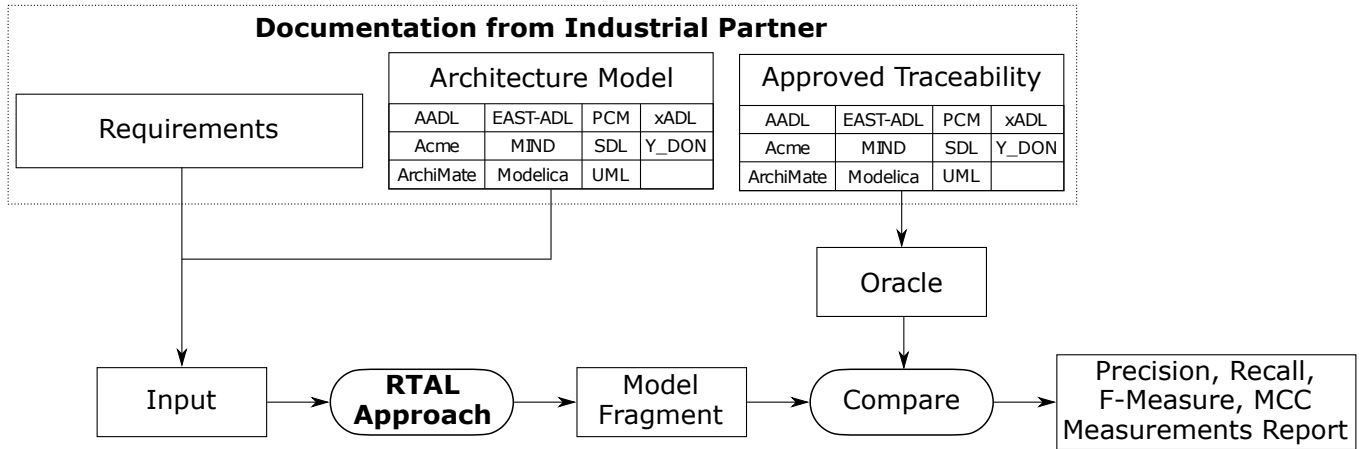 Documentation from Industrial Partner
Requirements
Architecture Model
AADL EAST-ADL PCM xADL
Acme MIND SDL Y_DON
ArchiMate Modelica UML
Approved Traceability
AADL EAST-ADL PCM xADL
Acme MIND SDL Y_DON
ArchiMate Modelica UML
Oracle
Input
RTAL
Approach
Model
Fragment
Compare
Precision, Recall,
F-Measure, MCC
Measurements Report